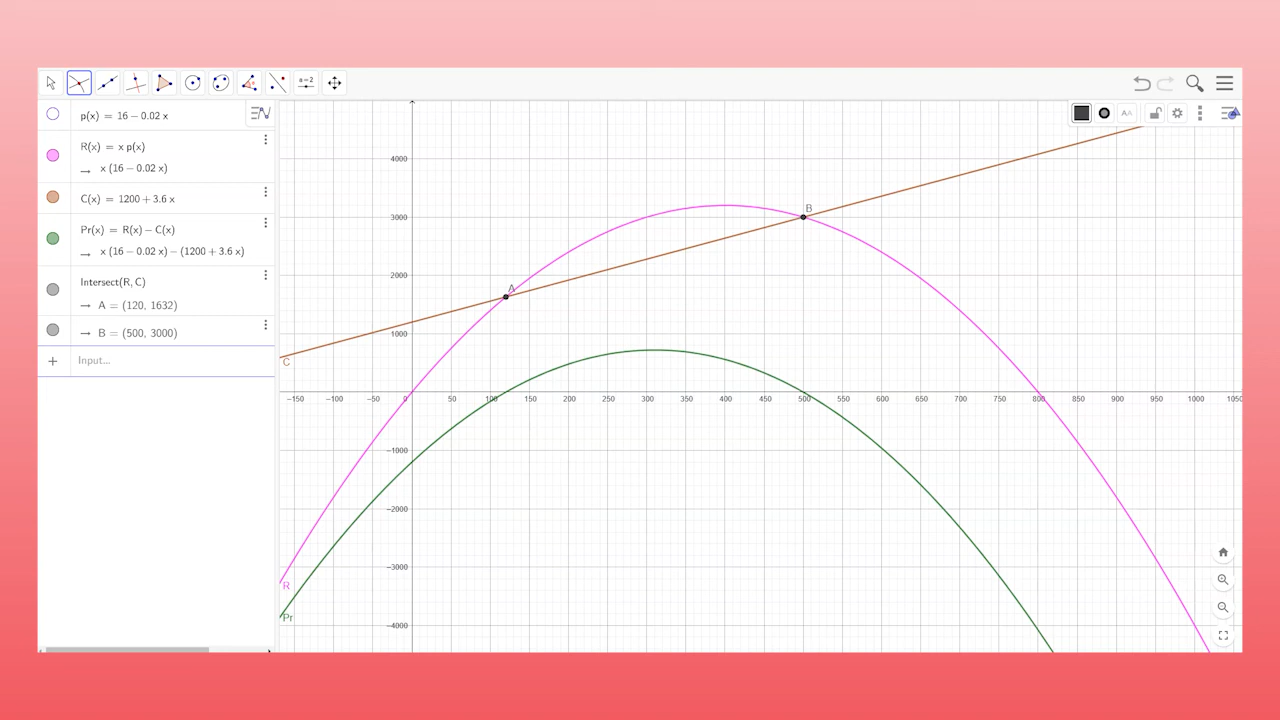 a=2
p(x) = 16 − 0.02 x
R(x) = x p(x)
→ x (16 − 0.02 x)
C(x) = 1200 + 3.6 x
Pr(x) = R(x) − C(x)
→ x (16 − 0.02 x) − (1200 + 3.6 x)
Intersect(R, C)
→ A = (120, 1632)
→ B = (500, 3000)
+ Input...
AA
4000
3000
2000
1000
−1000
−2000
−3000
−4000
−150 −100 −50 0 50 100 150 200 250 300 350 400 450 500 550 600 650 700 750 800 850 900 950 1000 1050
A
B
C
R
Pr